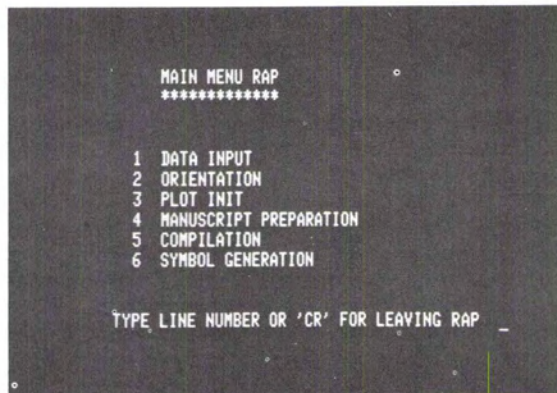 MAIN MENU RAP
*************
1 DATA INPUT
2 ORIENTATION
3 PLOT INIT
4 MANUSCRIPT PREPARATION
5 COMPILATION
6 SYMBOL GENERATION
TYPE LINE NUMBER OR 'CR' FOR LEAVING RAP _